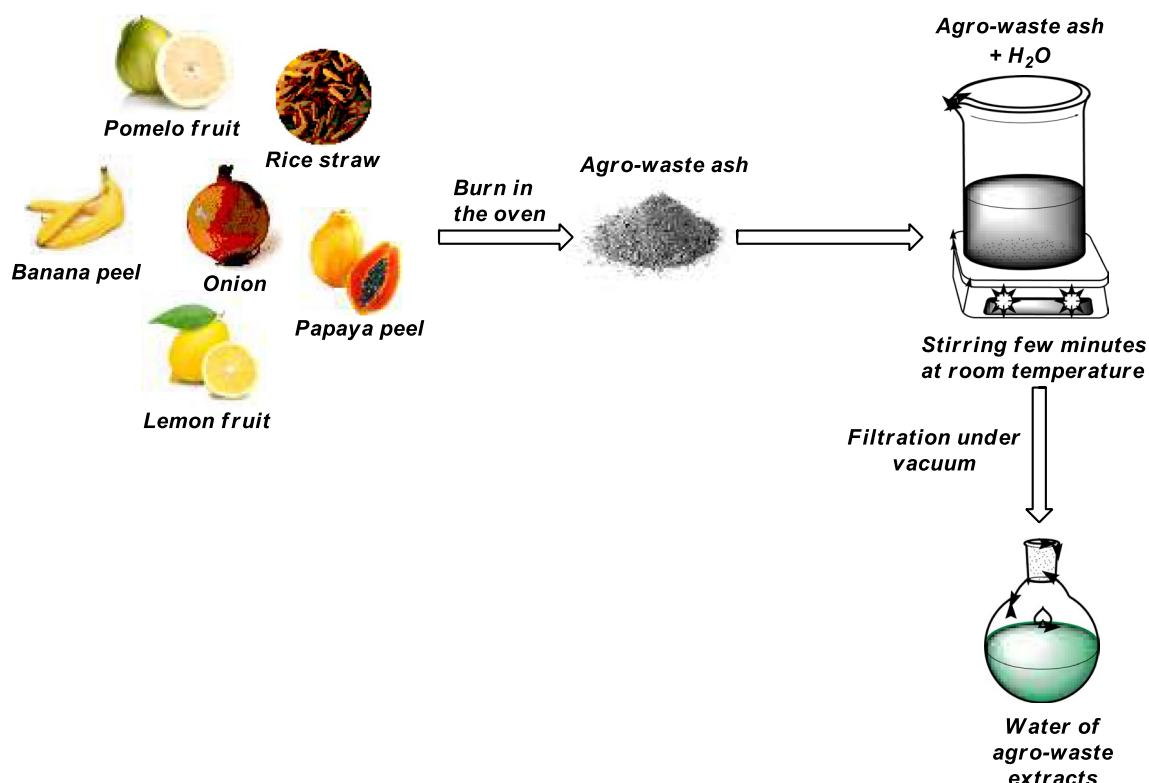 Pomelo fruit
Rice straw
Banana peel
Onion
Papaya peel
Lemon fruit
Burn in
the oven
Agro-waste ash
Agro-waste ash
+ H₂O
Stirring few minutes
at room temperature
Filtration under
vacuum
Water of
agro-waste
extracts